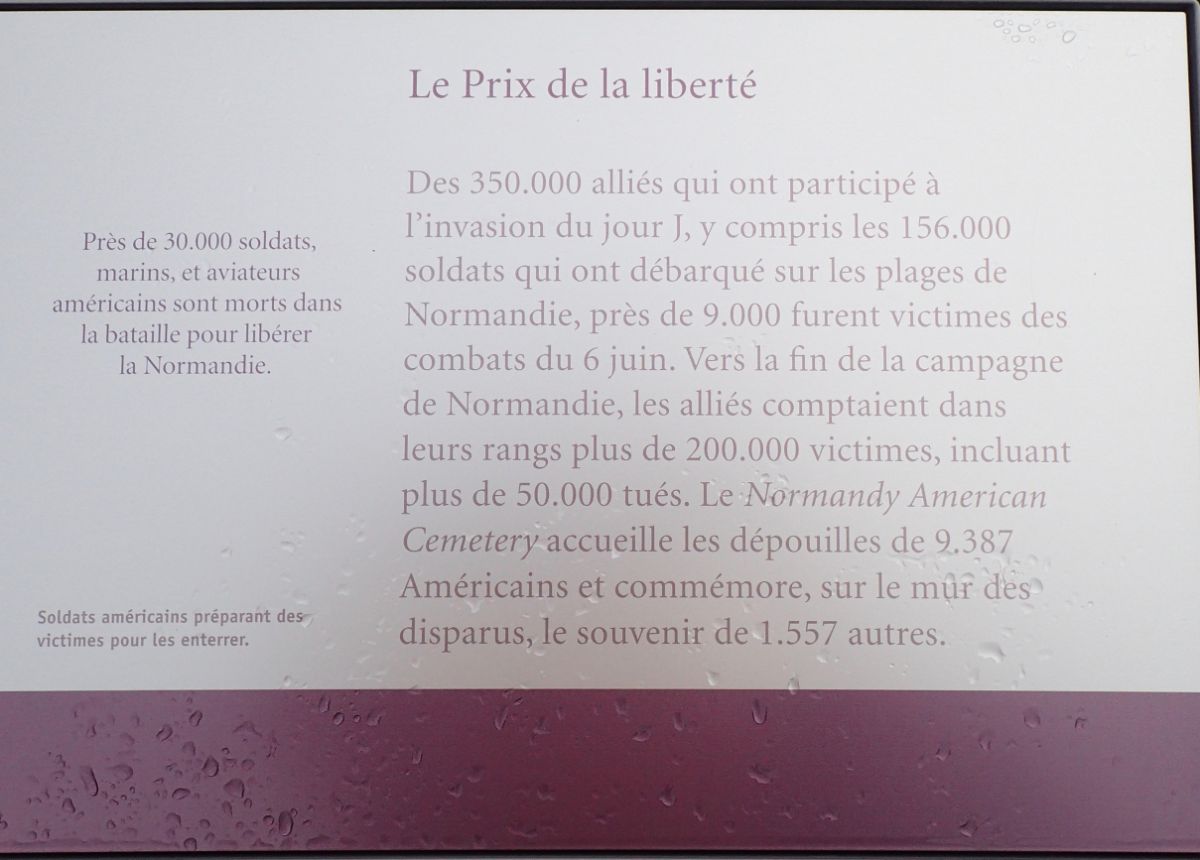 Le Prix de la liberté
Des 350.000 alliés qui ont participé à
l'invasion du jour J, y compris les 156.000
soldats qui ont débarqué sur les plages de
Normandie, près de 9.000 furent victimes des
combats du 6 juin. Vers la fin de la campagne
de Normandie, les alliés comptaient dans
leurs rangs plus de 200.000 victimes, incluant
plus de 50.000 tués. Le Normandy American
Cemetery accueille les dépouilles de 9.387
Américains et commémore, sur le mur des
disparus, le souvenir de 1.557 autres.
Près de 30.000 soldats,
marins, et aviateurs
américains sont morts dans
la bataille pour libérer
la Normandie.
Soldats américains préparant des
victimes pour les enterrer.